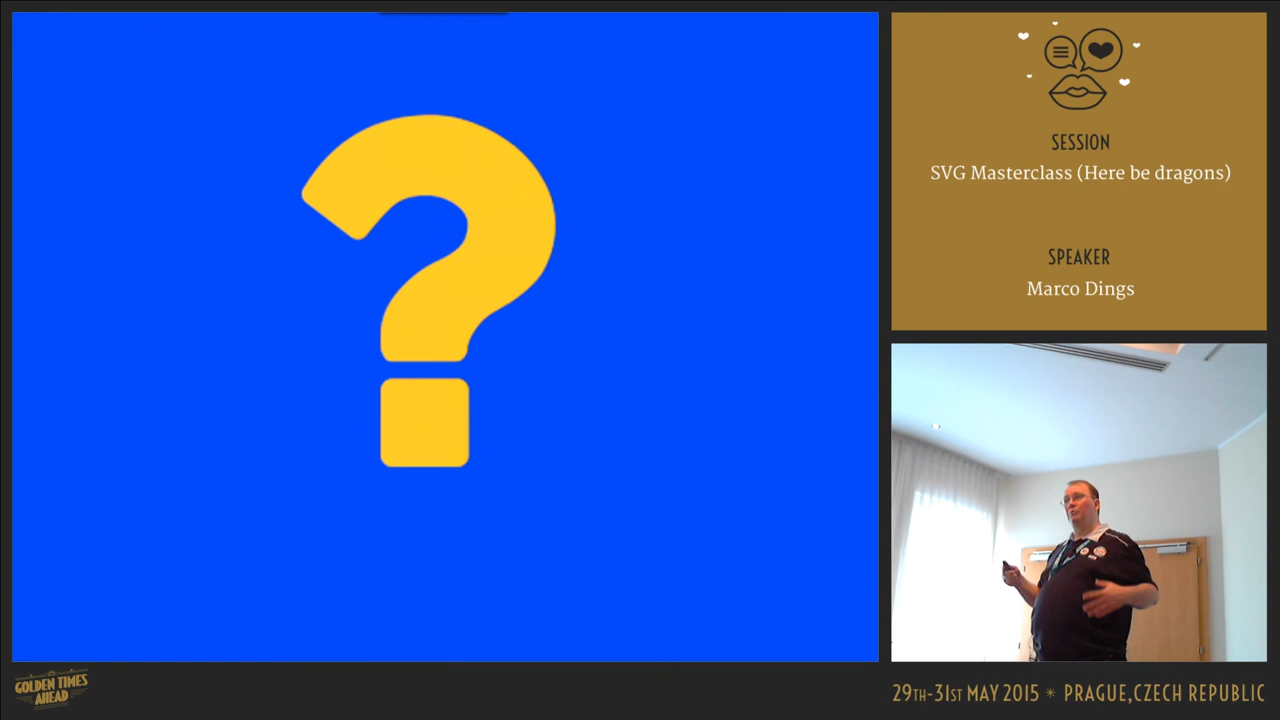 ?
SESSION
SVG Masterclass (Here be dragons)
SPEAKER
Marco Dings
GOLDEN TIMES
AHEAD
29TH-31ST MAY 2015 * PRAGUE,CZECH REPUBLIC